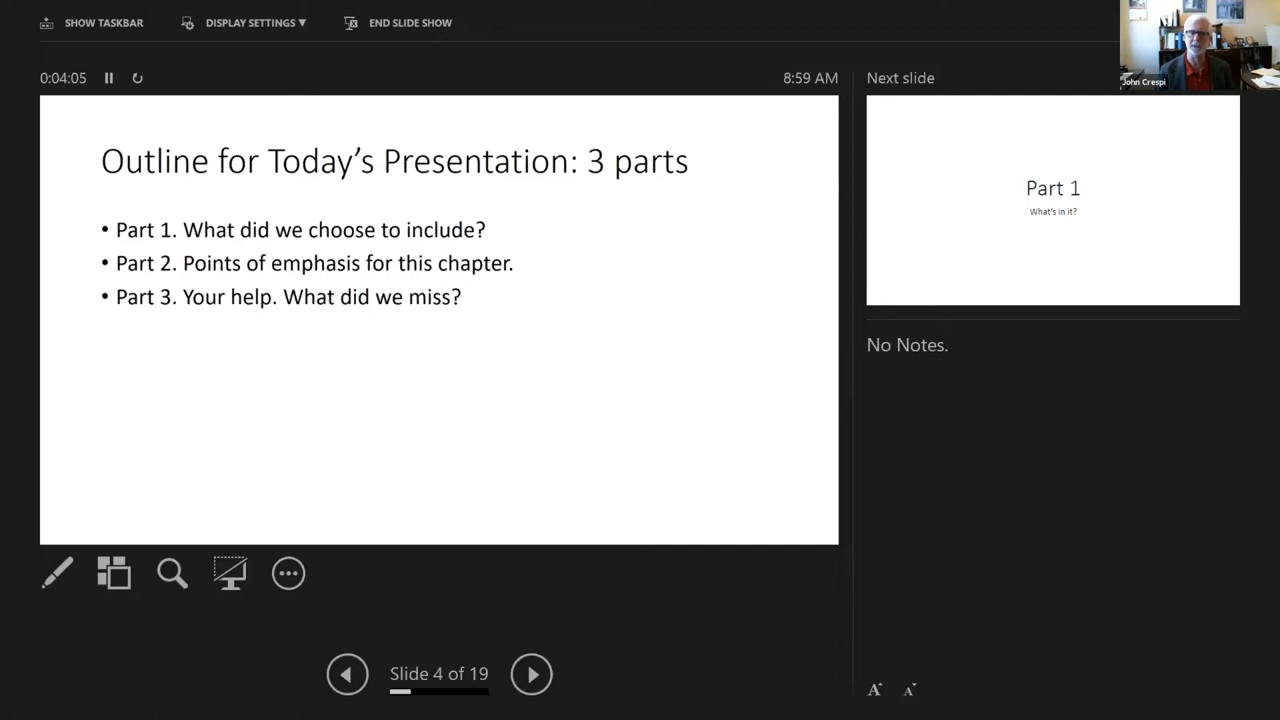 SHOW TASKBAR
DISPLAY SETTINGS ▼
END SLIDE SHOW
John Crespi
0:04:05
8:59 AM
Next slide
Outline for Today's Presentation: 3 parts
• Part 1. What did we choose to include?
• Part 2. Points of emphasis for this chapter.
• Part 3. Your help. What did we miss?
Part 1
What's in it?
No Notes.
Slide 4 of 19
A A